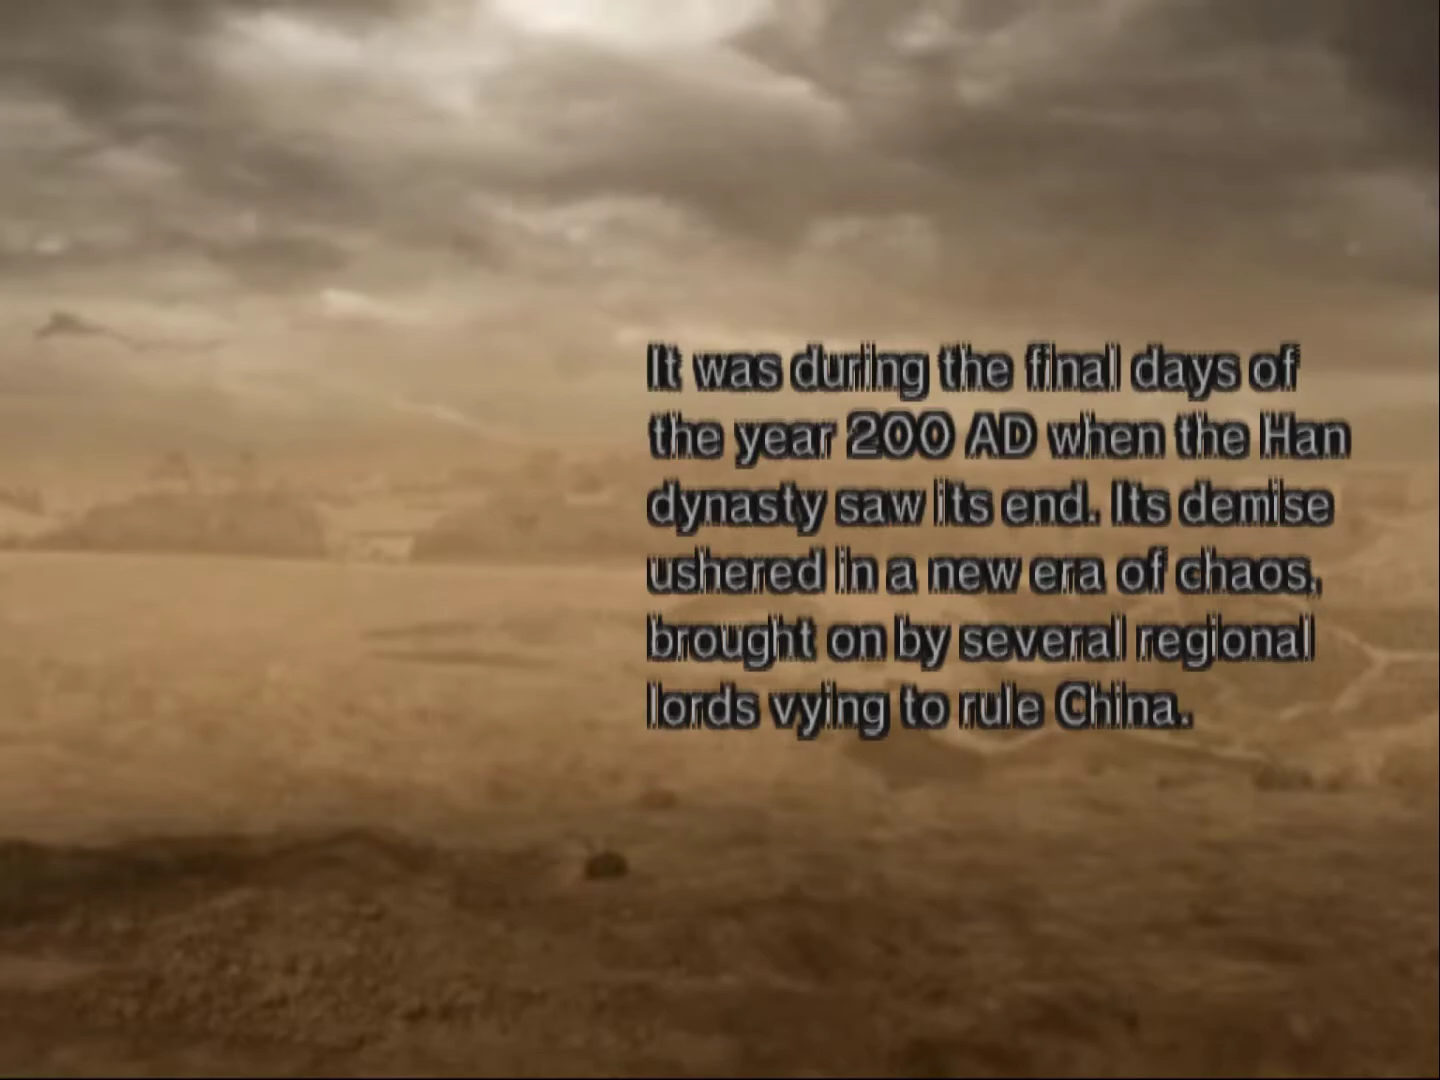 It was during the final days of
the year 200 AD when the Han
dynasty saw its end. Its demise
ushered in a new era of chaos,
brought on by several regional
lords vying to rule China.